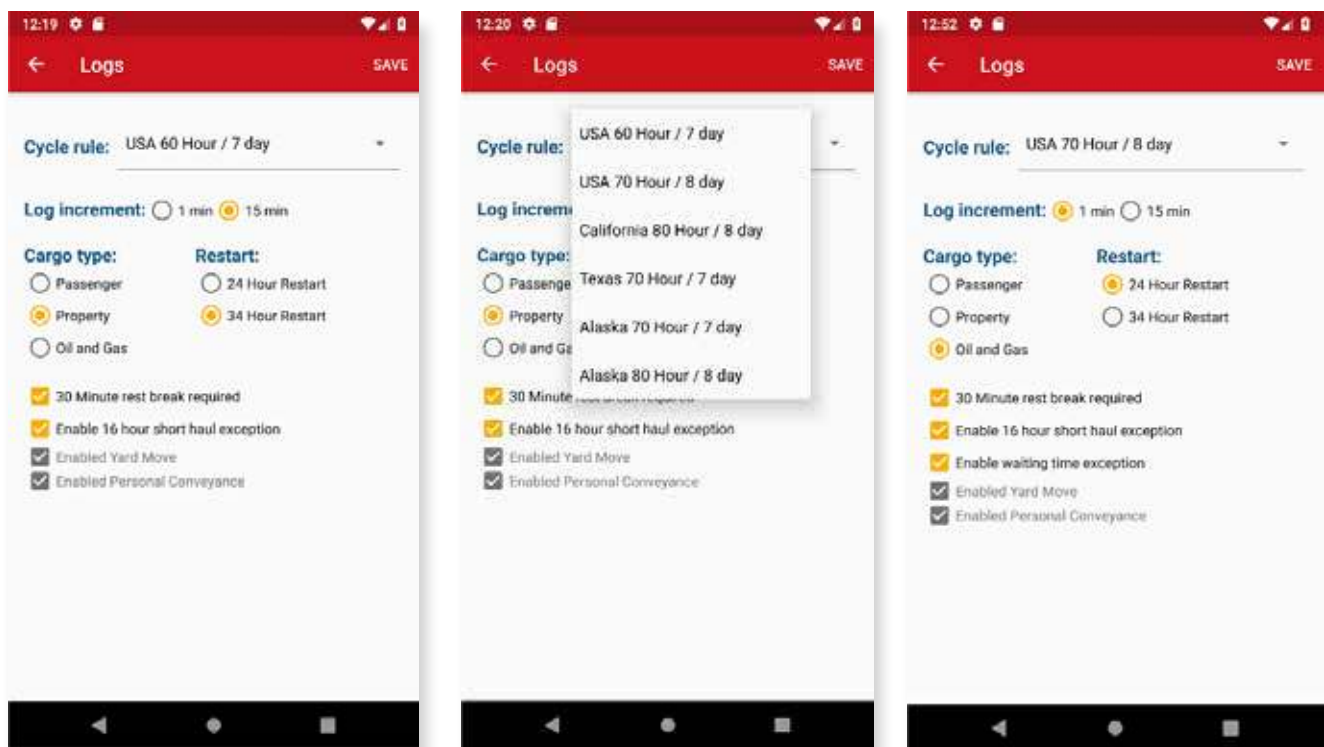 12:19
Logs SAVE
Cycle rule: USA 60 Hour / 7 day
Log increment: 1 min 15 min
Cargo type: Restart:
Passenger 24 Hour Restart
Property 34 Hour Restart
Oil and Gas
30 Minute rest break required
Enable 16 hour short haul exception
Enabled Yard Move
Enabled Personal Conveyance
12:20
Logs SAVE
Cycle rule:
USA 60 Hour / 7 day
USA 70 Hour / 8 day
Log increm
California 80 Hour / 8 day
Cargo type:
Texas 70 Hour / 7 day
Passenge
Property
Alaska 70 Hour / 7 day
Oil and Ga
Alaska 80 Hour / 8 day
30 Minute rest break required
Enable 16 hour short haul exception
Enabled Yard Move
Enabled Personal Conveyance
12:52
Logs SAVE
Cycle rule: USA 70 Hour / 8 day
Log increment: 1 min 15 min
Cargo type: Restart:
Passenger 24 Hour Restart
Property 34 Hour Restart
Oil and Gas
30 Minute rest break required
Enable 16 hour short haul exception
Enable waiting time exception
Enabled Yard Move
Enabled Personal Conveyance